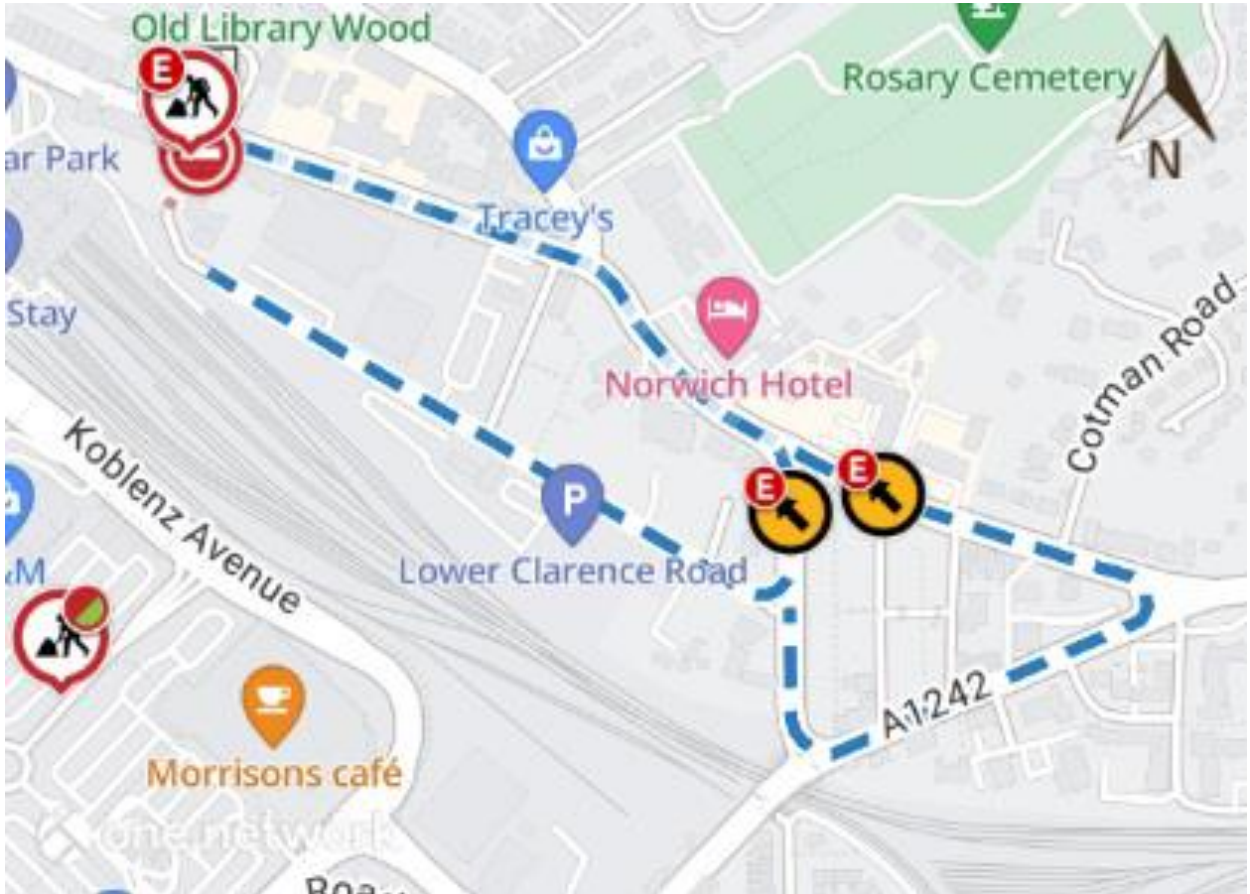 Old Library Wood
E
Rosary Cemetery
N
ar Park
Tracey's
Stay
Norwich Hotel
Cotman Road
Koblenz Avenue
E
E
P
Lower Clarence Road
&M
A1242
Morrisons café
one.network
Road